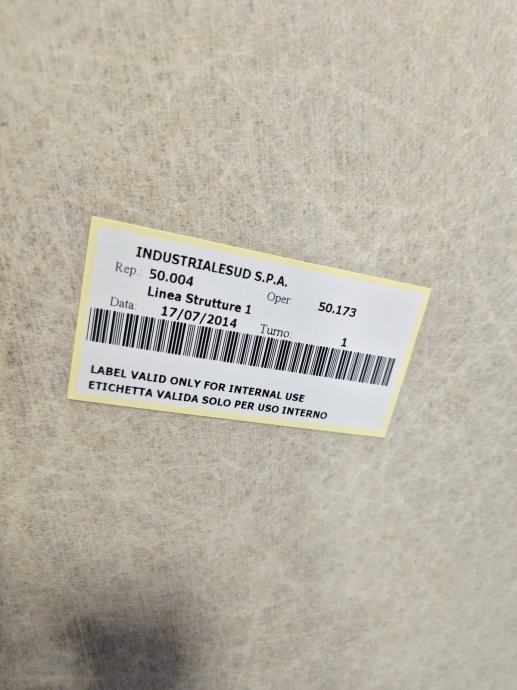 INDUSTRIALESUD S.P.A.
Rep.: 50.004 Oper: 50.173
Linea Strutture 1
Data: 17/07/2014 Turno: 1
LABEL VALID ONLY FOR INTERNAL USE
ETICHETTA VALIDA SOLO PER USO INTERNO